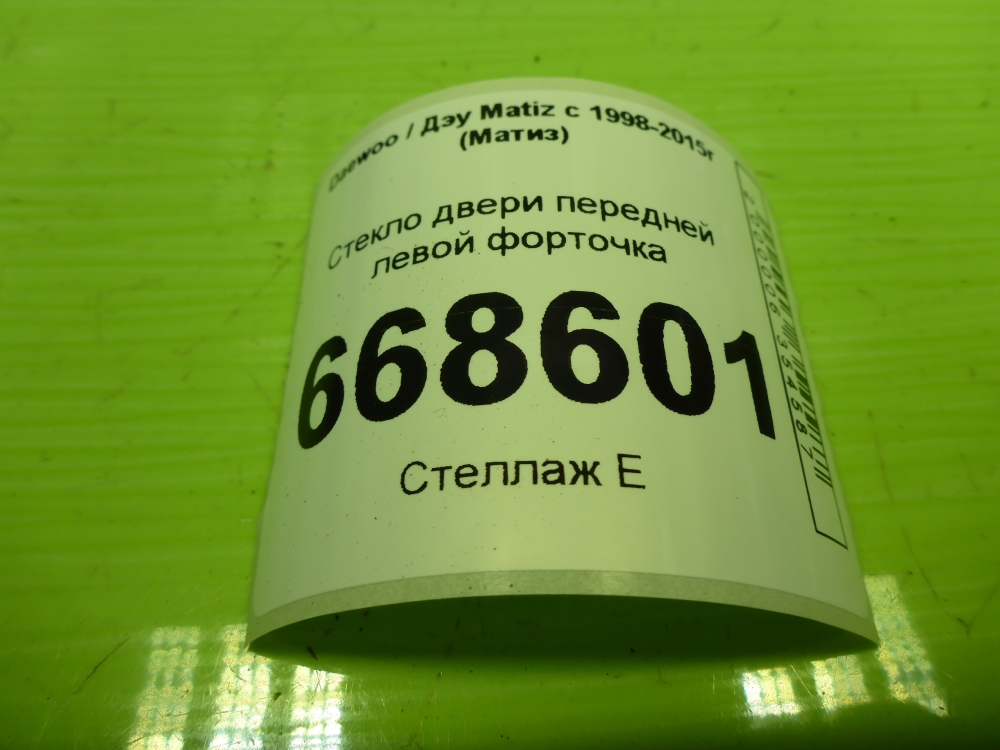 Daewoo / Дэу Matiz с 1998-2015г
(Матиз)
Стекло двери передней
левой форточка
668601
Стеллаж Е